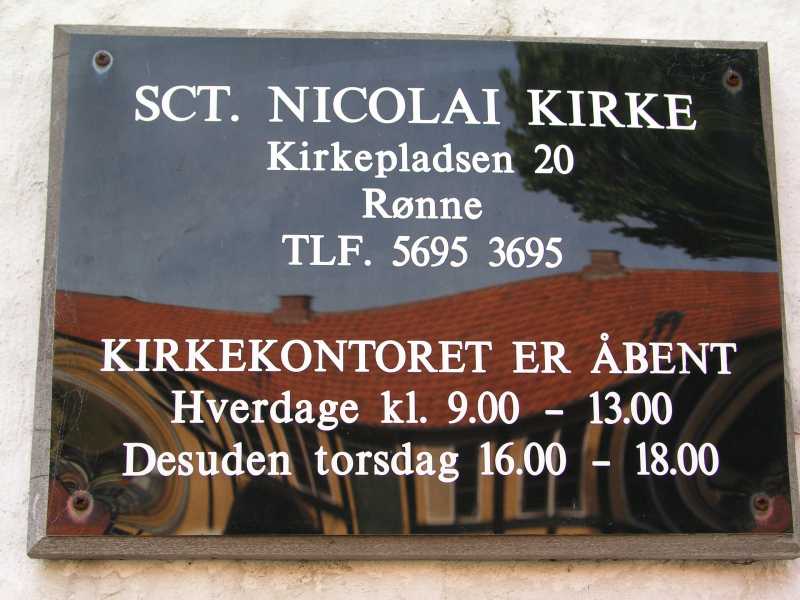 SCT. NICOLAI KIRKE
Kirkepladsen 20
Rønne
TLF. 5695 3695
KIRKEKONTORET ER ÅBENT
Hverdage kl. 9.00 – 13.00
Desuden torsdag 16.00 – 18.00